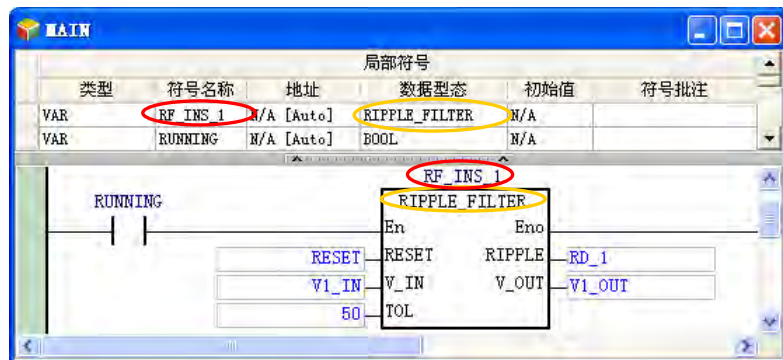 MAIN
局部符号
类型 符号名称 地址 数据型态 初始值 符号批注
VAR RF_INS_1 N/A [Auto] RIPPLE_FILTER N/A
VAR RUNNING N/A [Auto] BOOL N/A
RF_INS_1
RUNNING RIPPLE_FILTER
En Eno
RESET RESET RIPPLE RD_1
V1_IN V_IN V_OUT V1_OUT
50 TOL